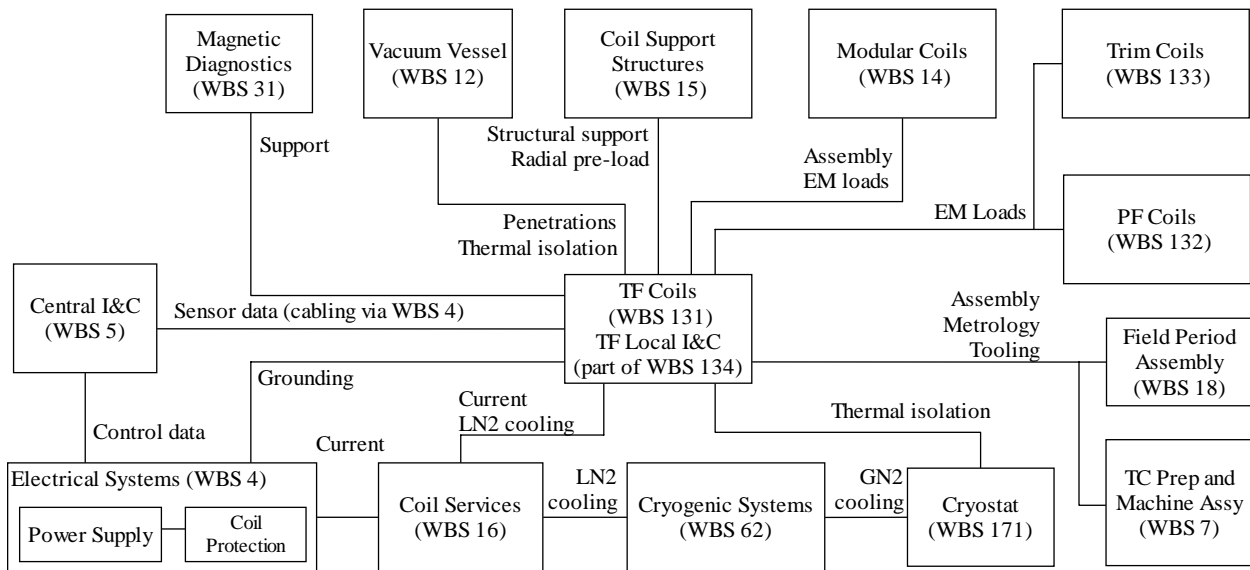 Magnetic
Diagnostics
(WBS 31)
Vacuum Vessel
(WBS 12)
Coil Support
Structures
(WBS 15)
Modular Coils
(WBS 14)
Trim Coils
(WBS 133)
Support
Structural support
Radial pre-load
Assembly
EM loads
EM Loads
PF Coils
(WBS 132)
Penetrations
Thermal isolation
Central I&C
(WBS 5)
Sensor data (cabling via WBS 4)
TF Coils
(WBS 131)
TF Local I&C
(part of WBS 134)
Assembly
Metrology
Tooling
Field Period
Assembly
(WBS 18)
Grounding
Current
LN2 cooling
Thermal isolation
Control data
Current
Electrical Systems (WBS 4)
Power Supply
Coil
Protection
Coil Services
(WBS 16)
LN2
cooling
Cryogenic Systems
(WBS 62)
GN2
cooling
Cryostat
(WBS 171)
TC Prep and
Machine Assy
(WBS 7)